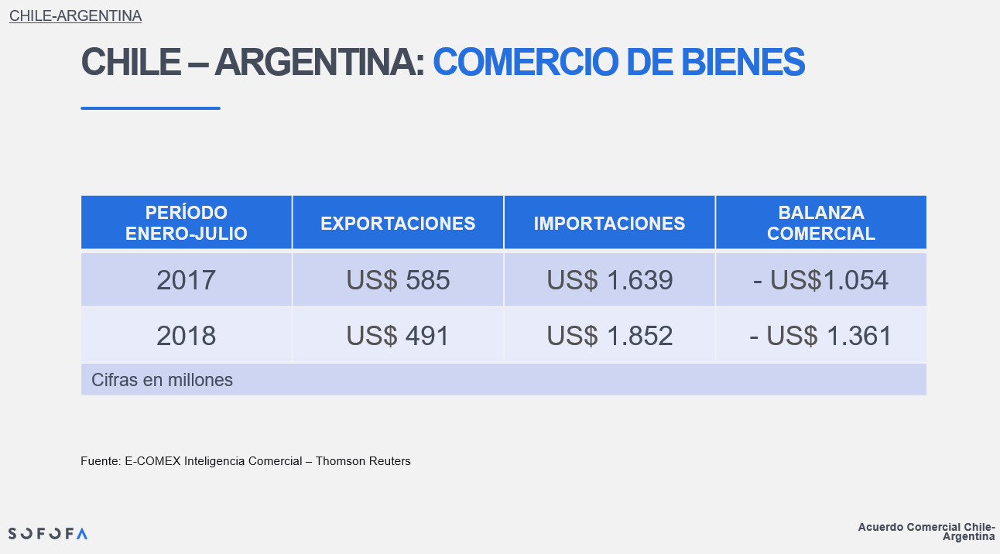 CHILE-ARGENTINA
CHILE – ARGENTINA: COMERCIO DE BIENES
PERÍODO
ENERO-JULIO
EXPORTACIONES
IMPORTACIONES
BALANZA
COMERCIAL
2017
US$ 585
US$ 1.639
- US$1.054
2018
US$ 491
US$ 1.852
- US$ 1.361
Cifras en millones
Fuente: E-COMEX Inteligencia Comercial – Thomson Reuters
SOFOFA
Acuerdo Comercial Chile-
Argentina